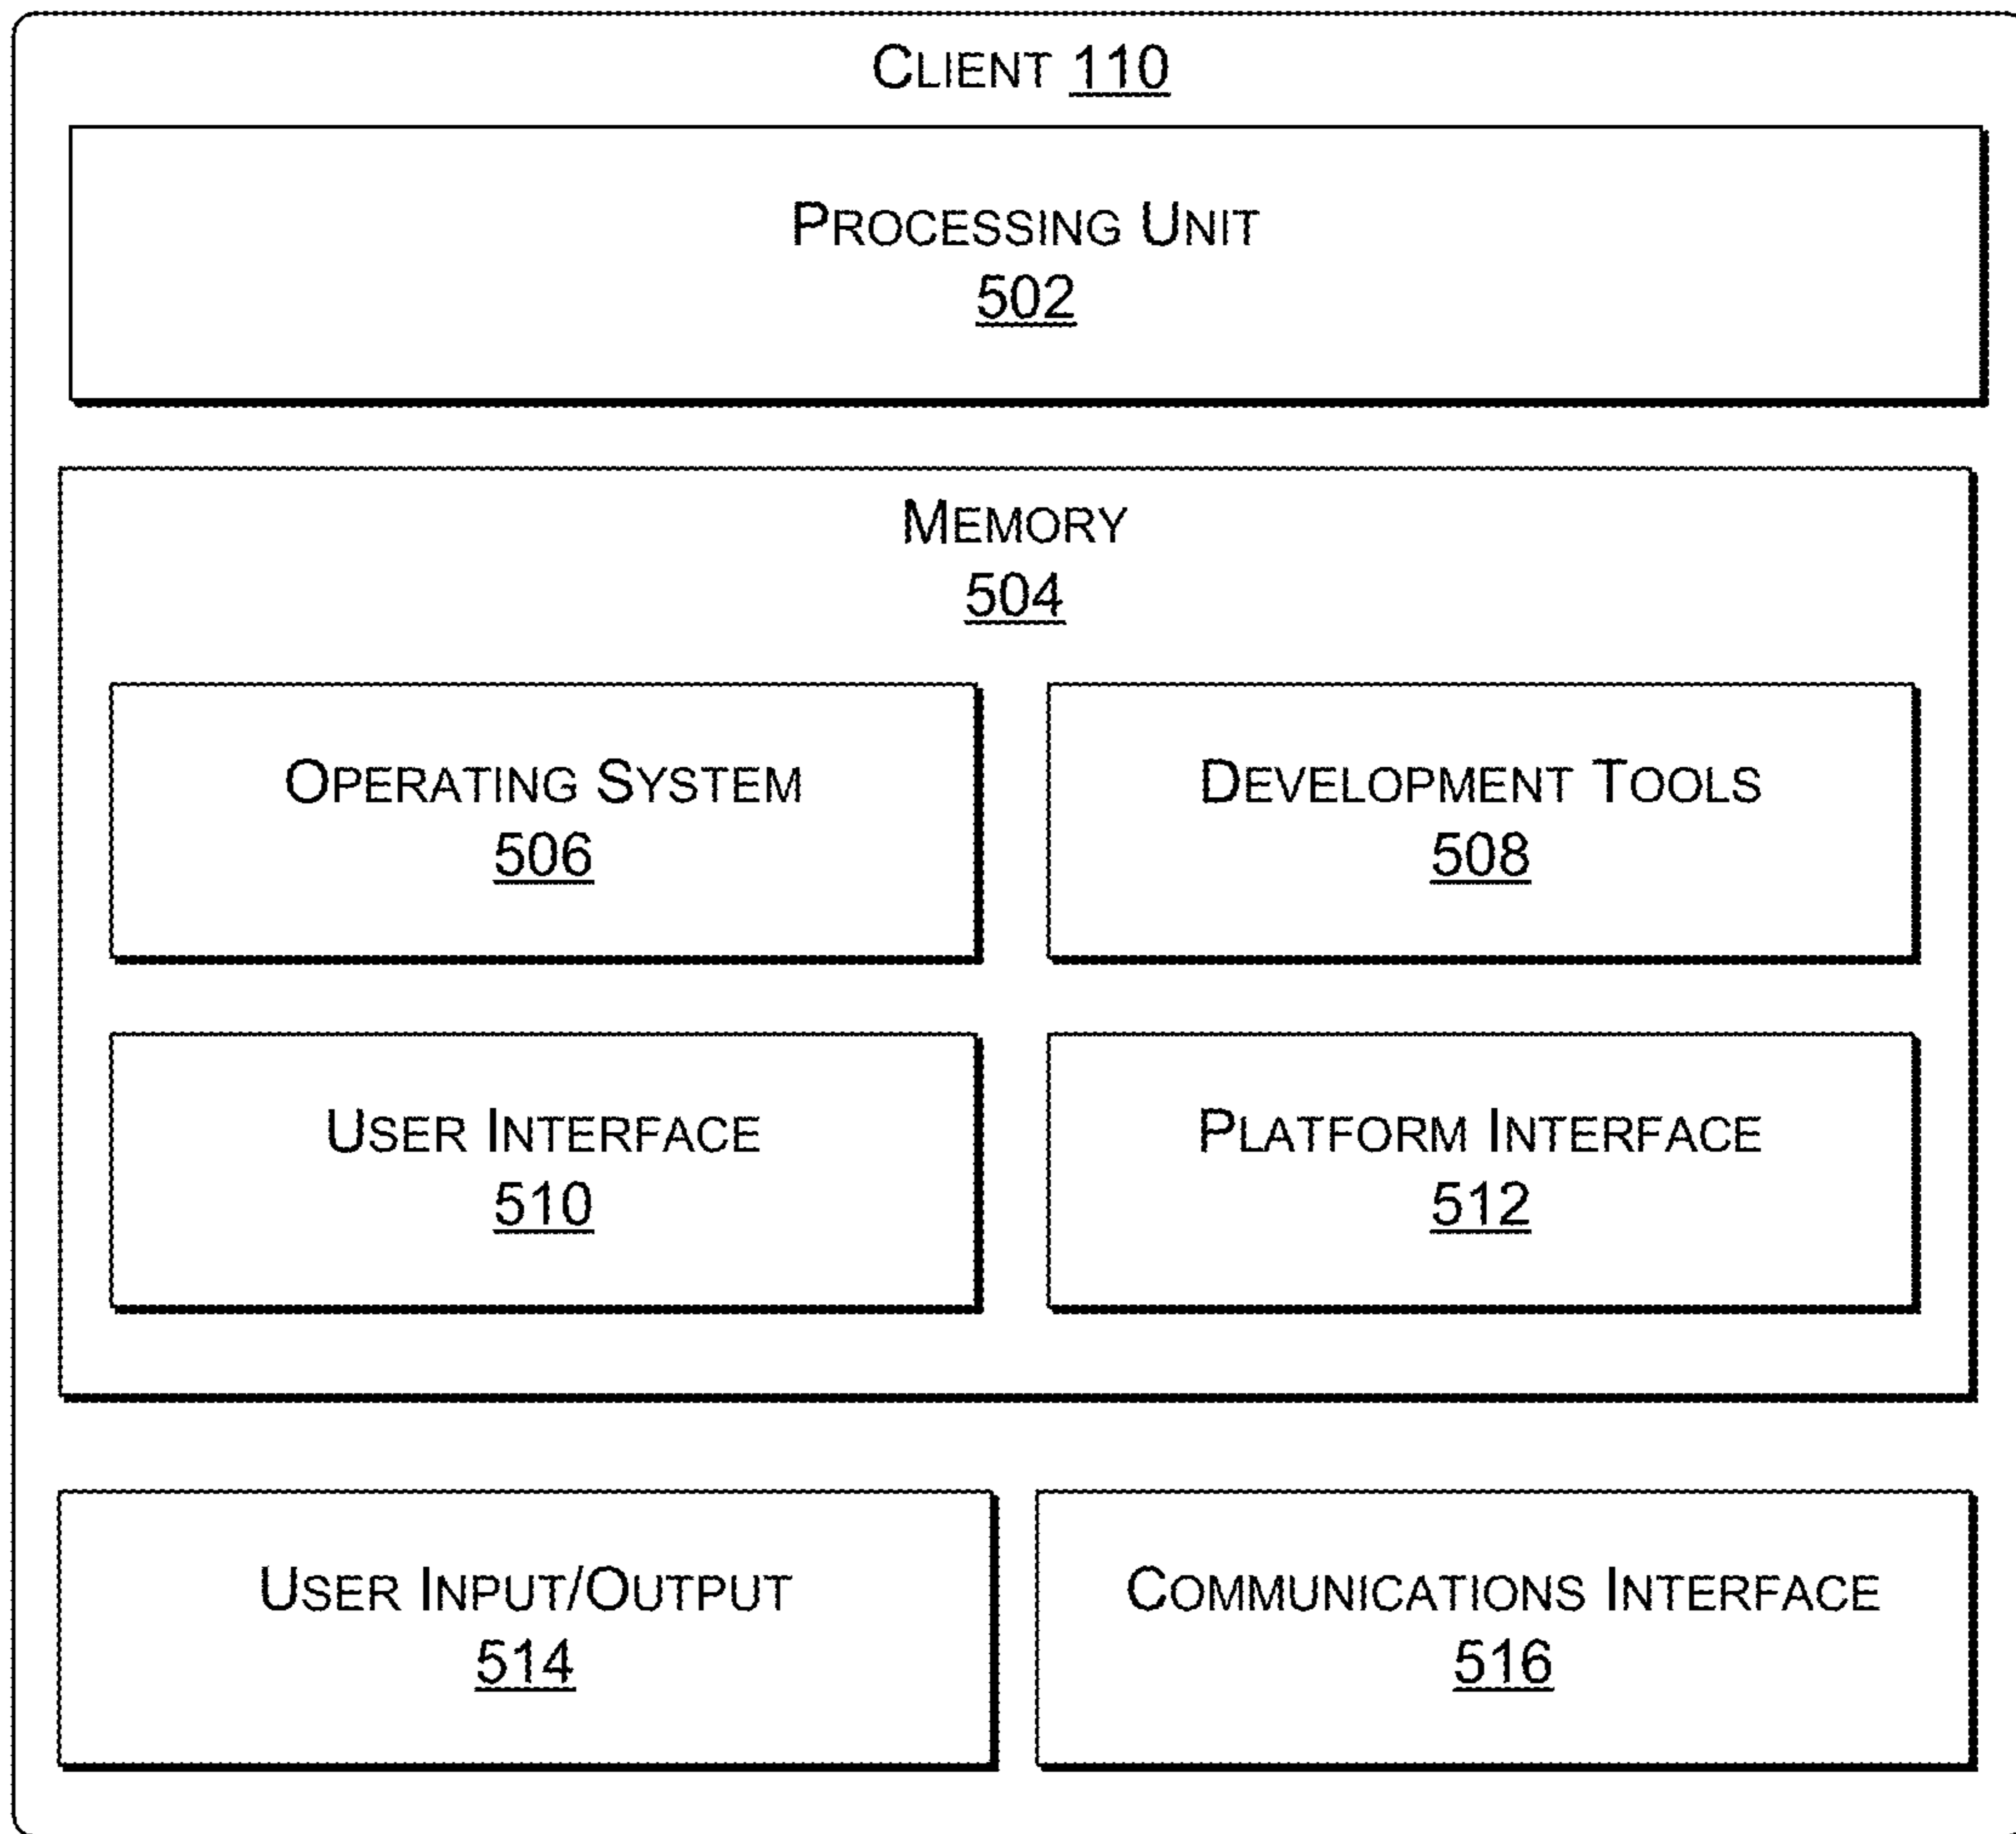 CLIENT 110
PROCESSING UNIT
502
MEMORY
504
OPERATING SYSTEM
506
DEVELOPMENT TOOLS
508
USER INTERFACE
510
PLATFORM INTERFACE
512
USER INPUT/OUTPUT
514
COMMUNICATIONS INTERFACE
516